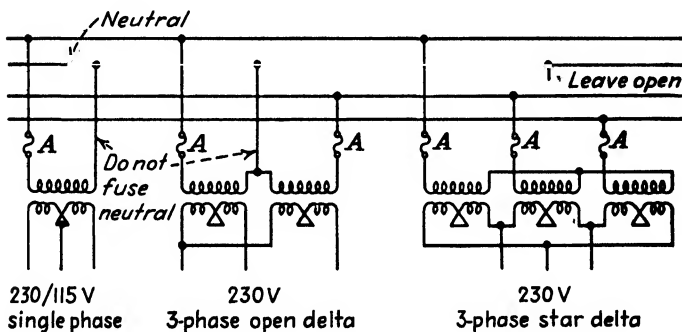 Neutral
Leave open
A
A
A
A
A
A
Do not
fuse
neutral
230/115 V
single phase
230 V
3-phase open delta
230 V
3-phase star delta